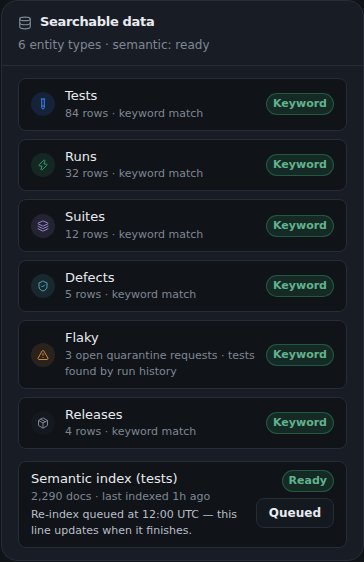 Searchable data
6 entity types · semantic: ready
Tests
84 rows · keyword match
Keyword
Runs
32 rows · keyword match
Keyword
Suites
12 rows · keyword match
Keyword
Defects
5 rows · keyword match
Keyword
Flaky
3 open quarantine requests · tests
found by run history
Keyword
Releases
4 rows · keyword match
Keyword
Semantic index (tests)
2,290 docs · last indexed 1h ago
Re-index queued at 12:00 UTC — this
line updates when it finishes.
Ready
Queued